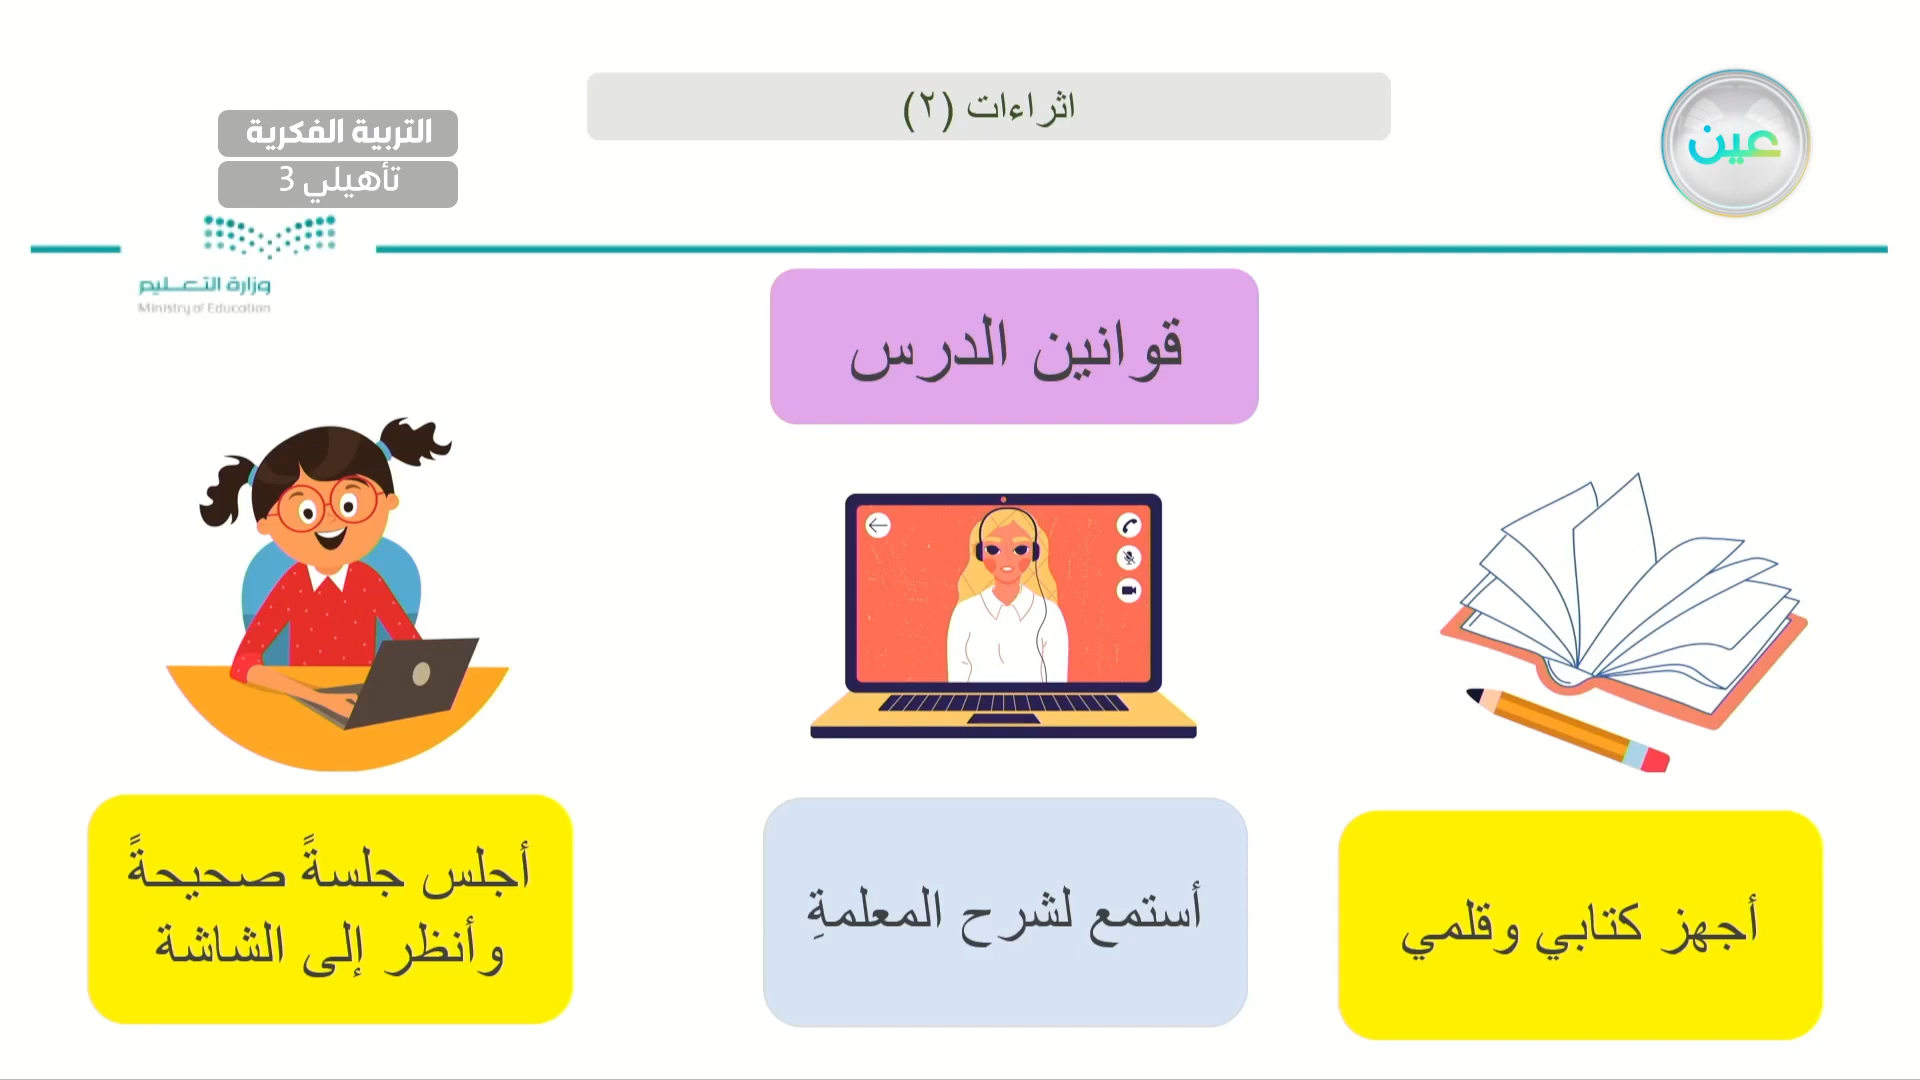 اثراءات (٢)
عين
التربية الفكرية
تأهيلي 3
وزارة التعليم
Ministry of Education
قوانين الدرس
أجهز كتابي وقلمي
أستمع لشرح المعلمةِ
أجلس جلسةً صحيحةً
وأنظر إلى الشاشة